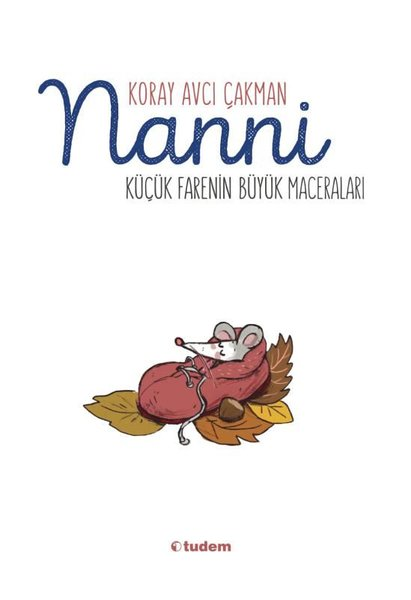 KORAY AVCI ÇAKMAN
Nanni
KÜÇÜK FARENİN BÜYÜK MACERALARI
tudem